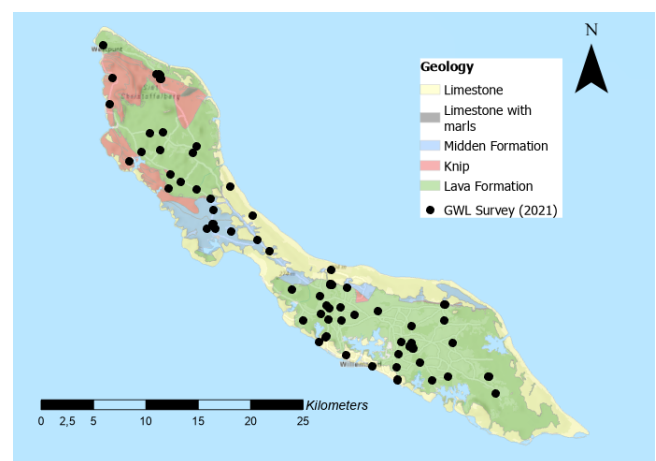 N
Geology
Limestone
Limestone with
marls
Midden Formation
Knip
Lava Formation
GWL Survey (2021)
Kilometers
0 2,5 5 10 15 20 25